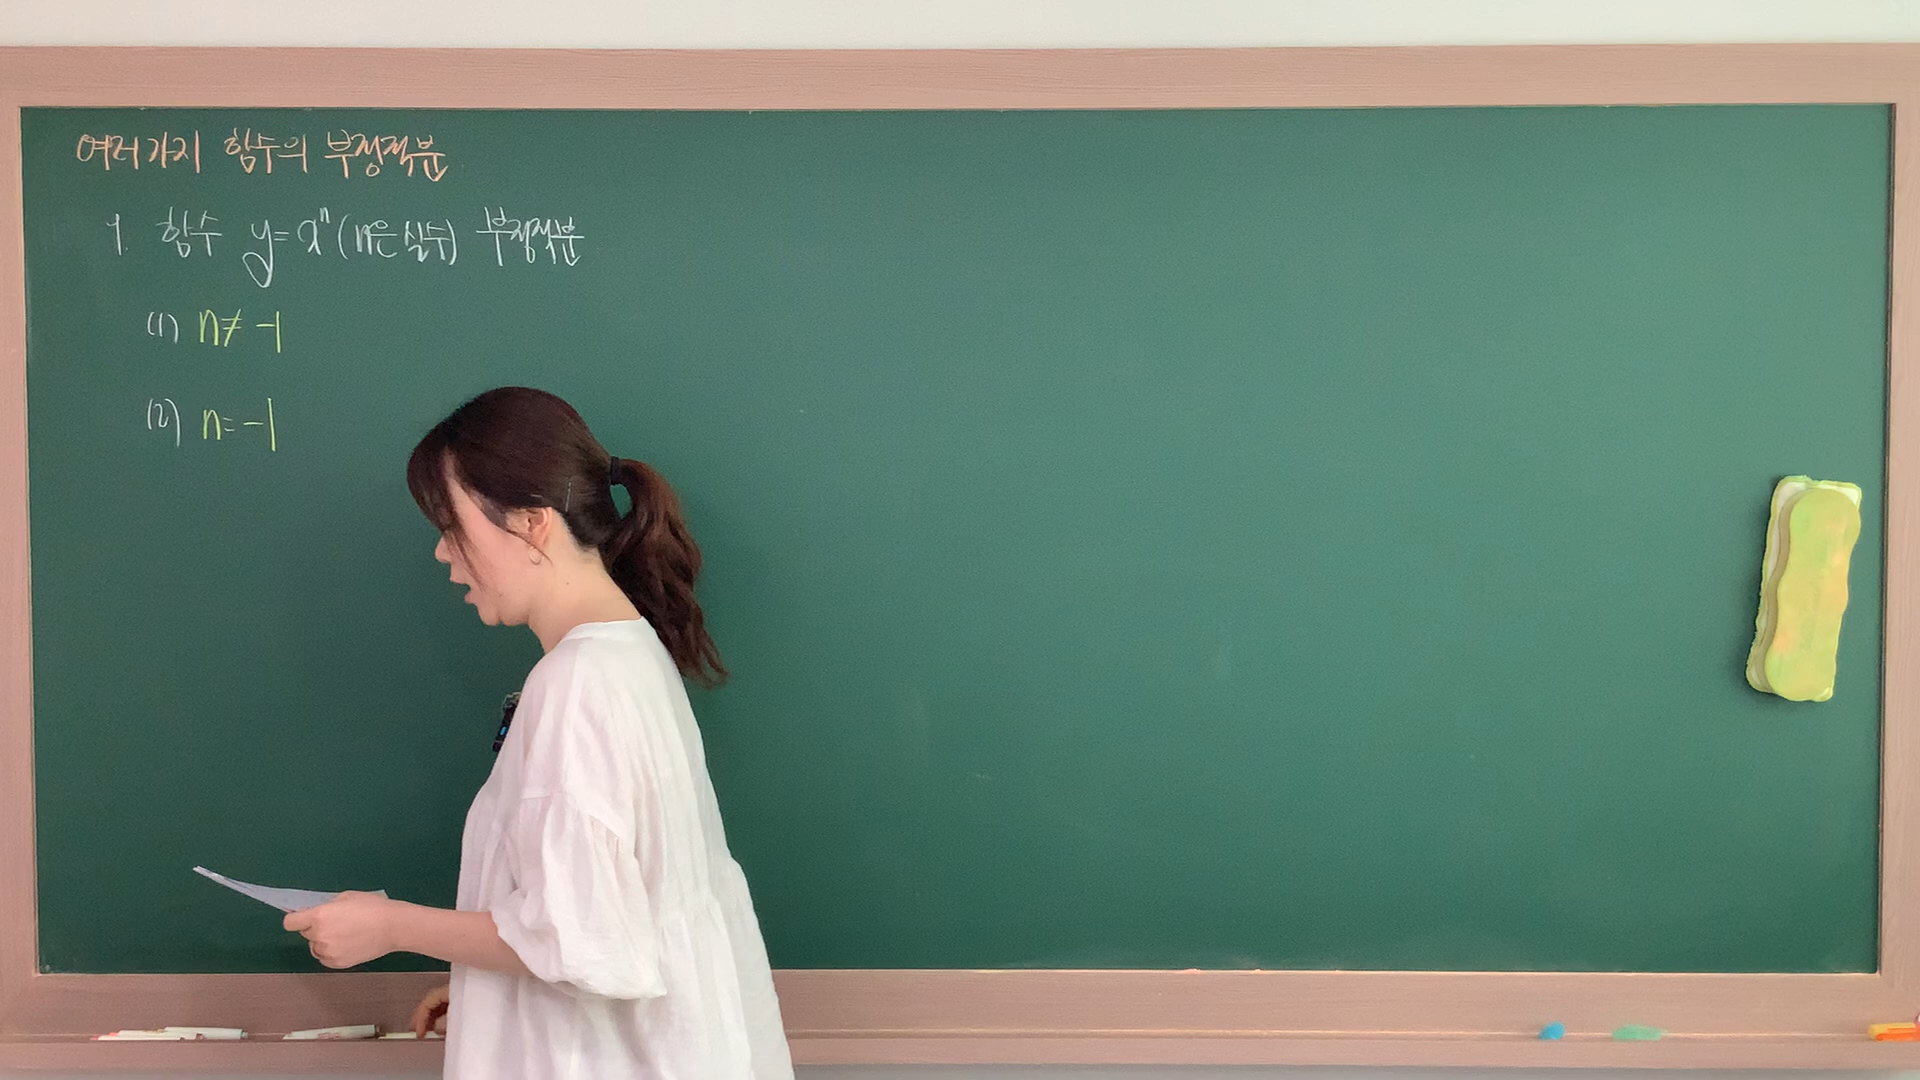 여러가지 함수의 부정적분
1. 함수 y=xⁿ (n은 실수) 부정적분
(1) n≠ -1
(2) n= -1